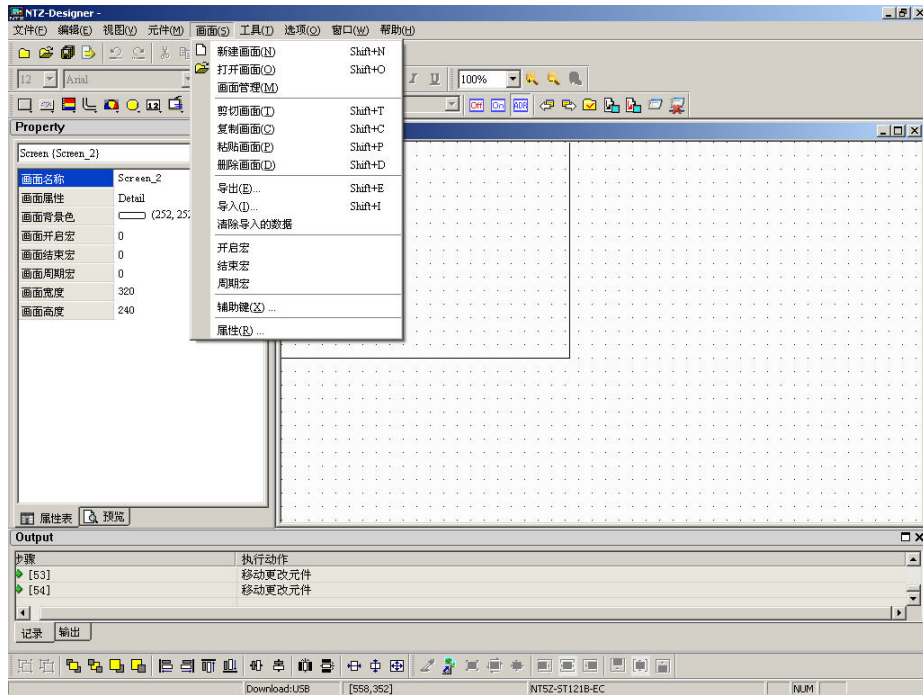 NTZ-Designer -
文件(F) 编辑(E) 视图(V) 元件(M) 画面(S) 工具(T) 选项(O) 窗口(W) 帮助(H)
新建画面(N) Shift+N
打开画面(O) Shift+O
画面管理(M)
剪切画面(T) Shift+T
复制画面(C) Shift+C
粘贴画面(P) Shift+P
删除画面(D) Shift+D
导出(E)... Shift+E
导入(I)... Shift+I
清除导入的数据
开启宏
结束宏
周期宏
辅助键(X) ...
属性(R) ...
12 Arial I U 100%
12 Off On ADR
Property
Screen {Screen_2}
画面名称 Screen_2
画面属性 Detail
画面背景色 (252, 252
画面开启宏 0
画面结束宏 0
画面周期宏 0
画面宽度 320
画面高度 240
属性表 预览
Output
步骤 执行动作
[53] 移动更改元件
[54] 移动更改元件
记录 输出
Download:USB [558,352] NT5Z-ST121B-EC NUM